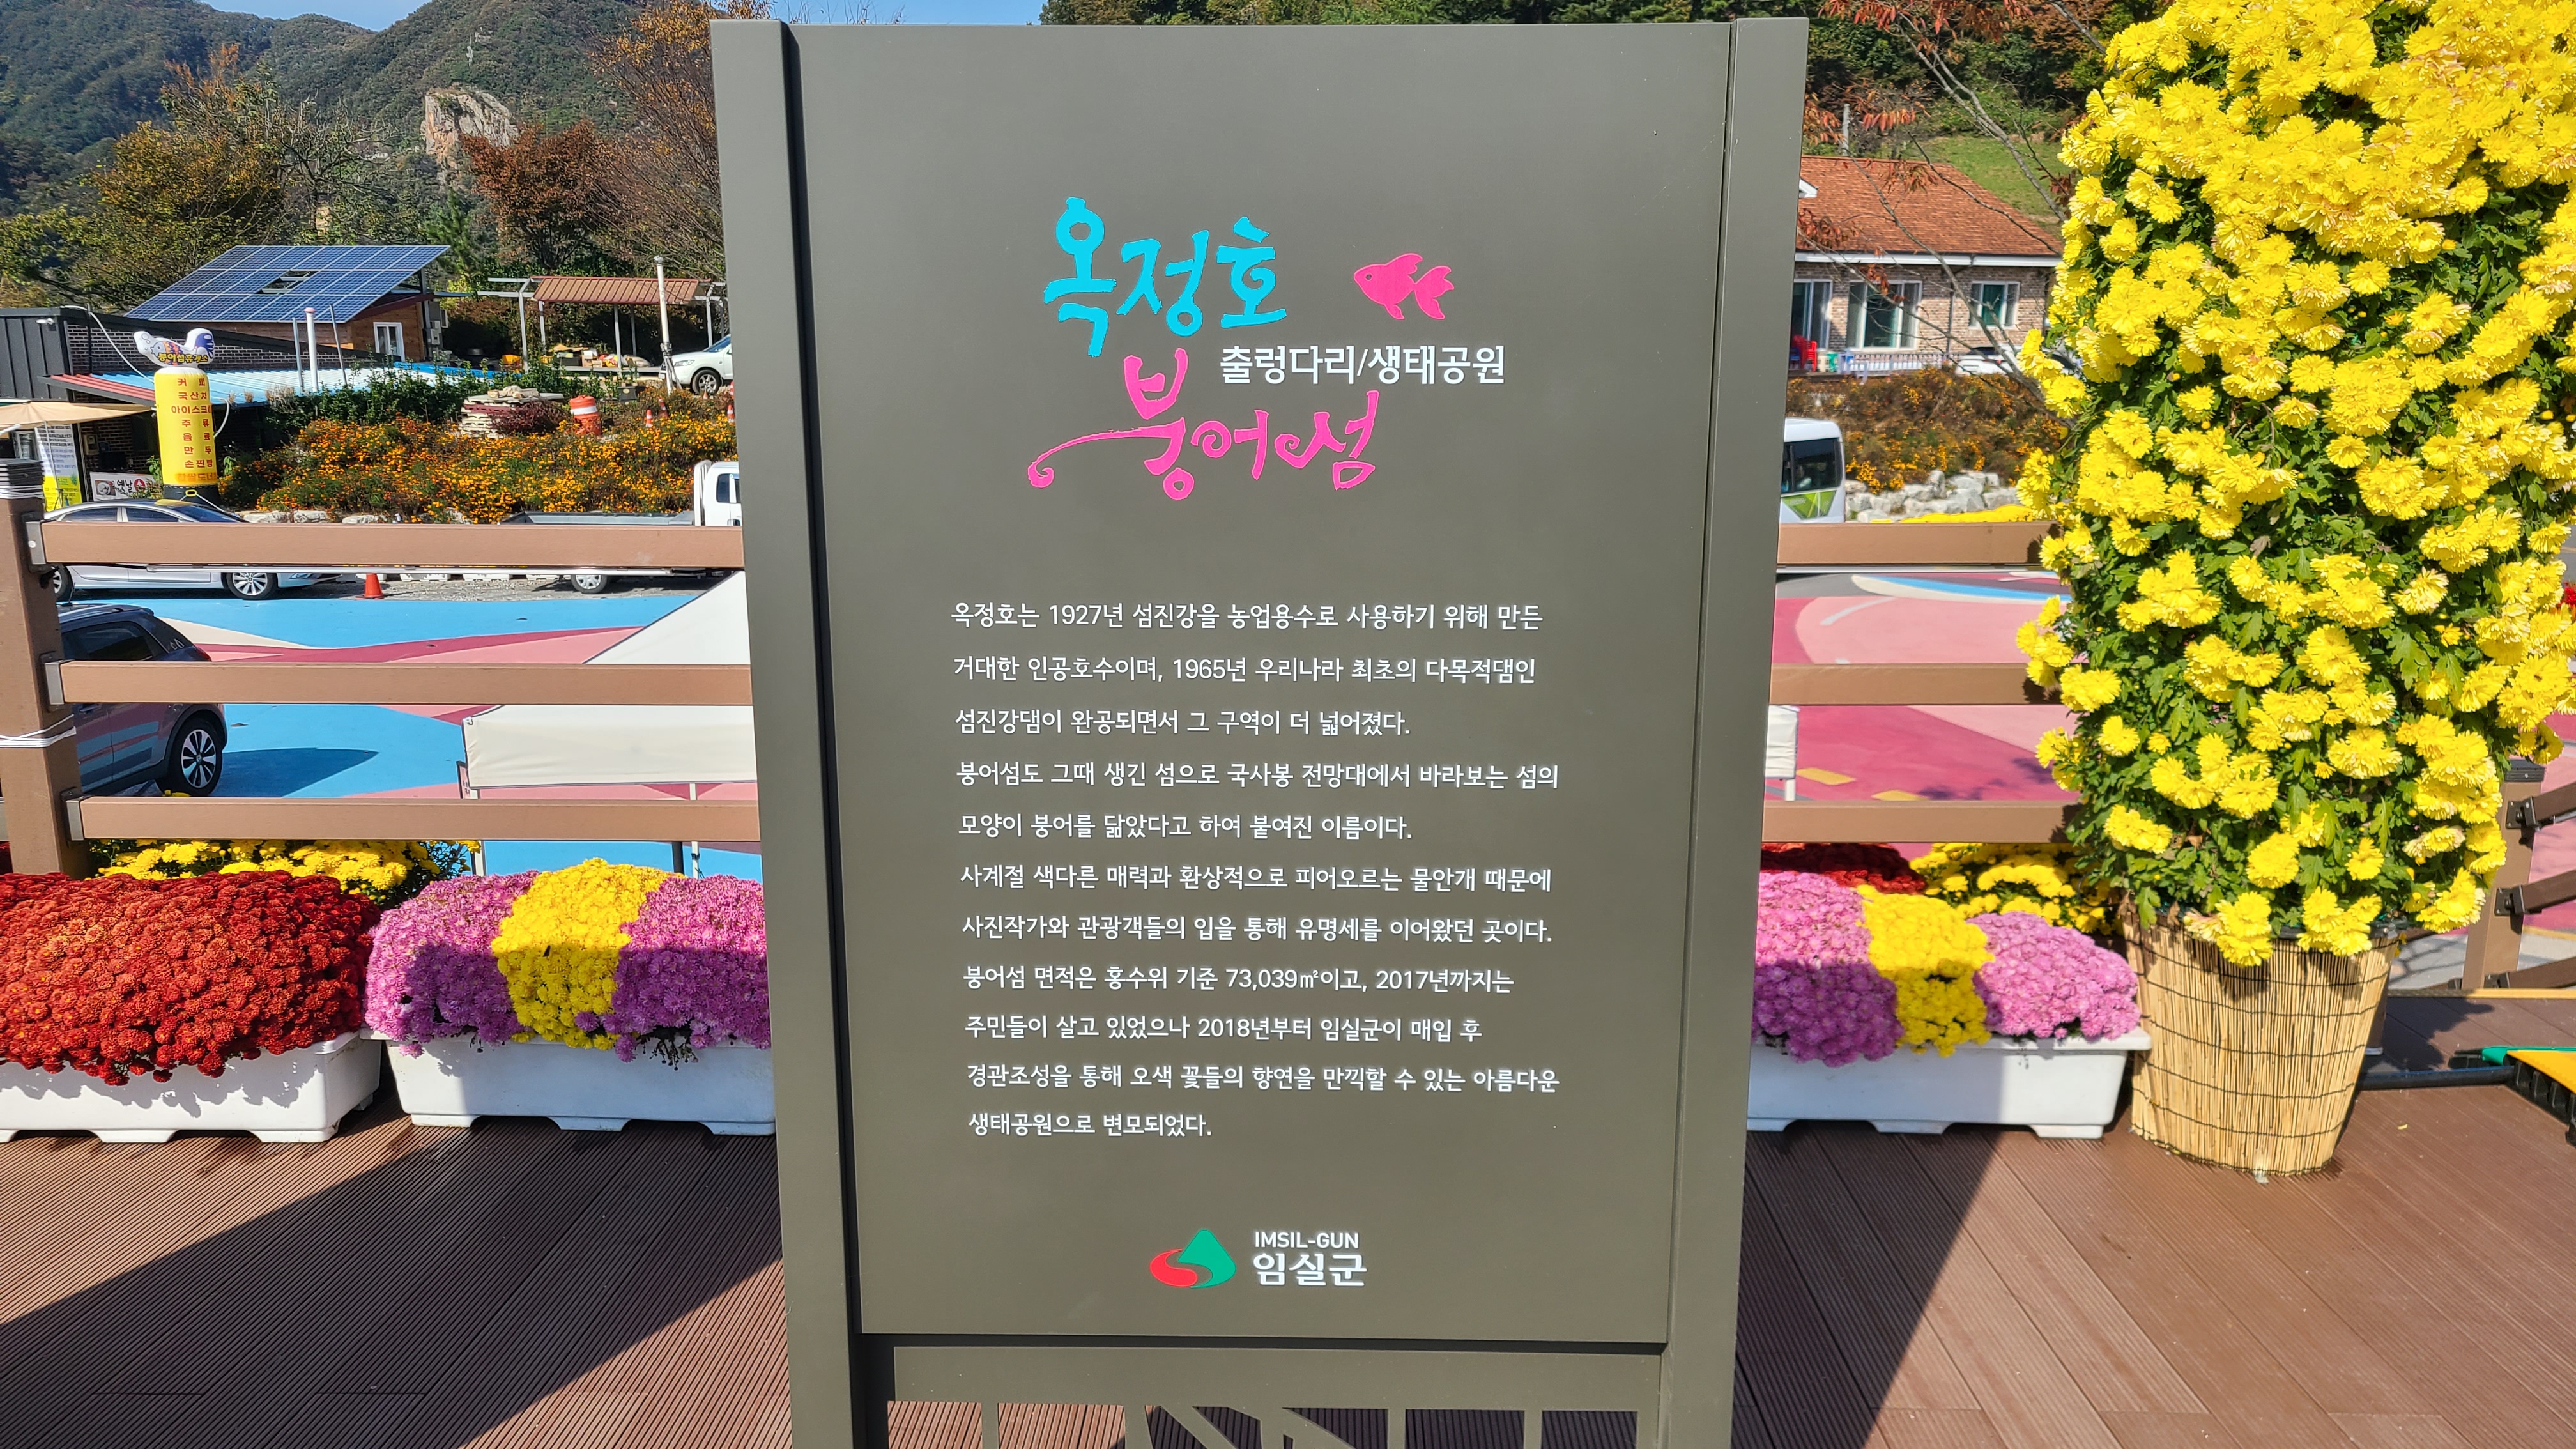 옥정호
출렁다리/생태공원
붕어섬
옥정호는 1927년 섬진강을 농업용수로 사용하기 위해 만든
거대한 인공호수이며, 1965년 우리나라 최초의 다목적댐인
섬진강댐이 완공되면서 그 구역이 더 넓어졌다.
붕어섬도 그때 생긴 섬으로 국사봉 전망대에서 바라보는 섬의
모양이 붕어를 닮았다고 하여 붙여진 이름이다.
사계절 색다른 매력과 환상적으로 피어오르는 물안개 때문에
사진작가와 관광객들의 입을 통해 유명세를 이어왔던 곳이다.
붕어섬 면적은 홍수위 기준 73,039㎡이고, 2017년까지는
주민들이 살고 있었으나 2018년부터 임실군이 매입 후
경관조성을 통해 오색 꽃들의 향연을 만끽할 수 있는 아름다운
생태공원으로 변모되었다.
IMSIL-GUN
임실군
커피
국산차
주류
음료
만두
옛날